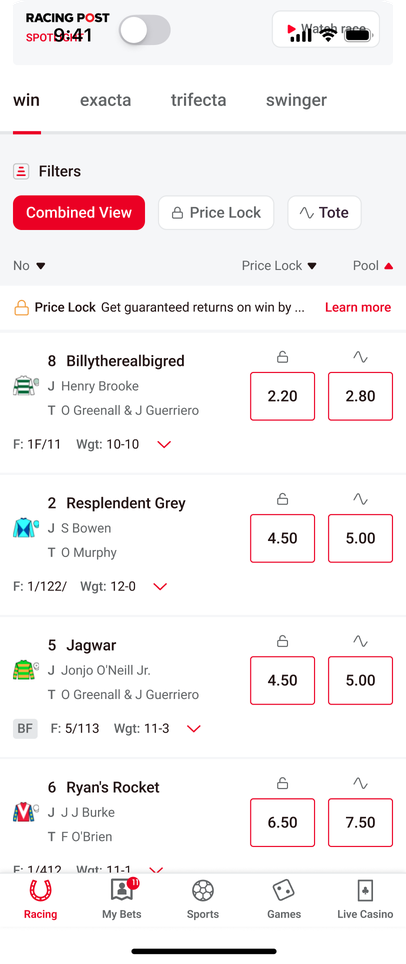 RACING POST
SPOTLIGHT
9:41
Watch race
win exacta trifecta swinger
Filters
Combined View Price Lock Tote
No Price Lock Pool
Price Lock Get guaranteed returns on win by ... Learn more
8 Billytherealbigred
J Henry Brooke
T O Greenall & J Guerriero
2.20 2.80
F: 1F/11 Wgt: 10-10
2 Resplendent Grey
J S Bowen
T O Murphy
4.50 5.00
F: 1/122/ Wgt: 12-0
5 Jagwar
J Jonjo O'Neill Jr.
T O Greenall & J Guerriero
4.50 5.00
BF F: 5/113 Wgt: 11-3
6 Ryan's Rocket
J J J Burke
T F O'Brien
6.50 7.50
F: 1/412 Wgt: 11-1
11
Racing My Bets Sports Games Live Casino